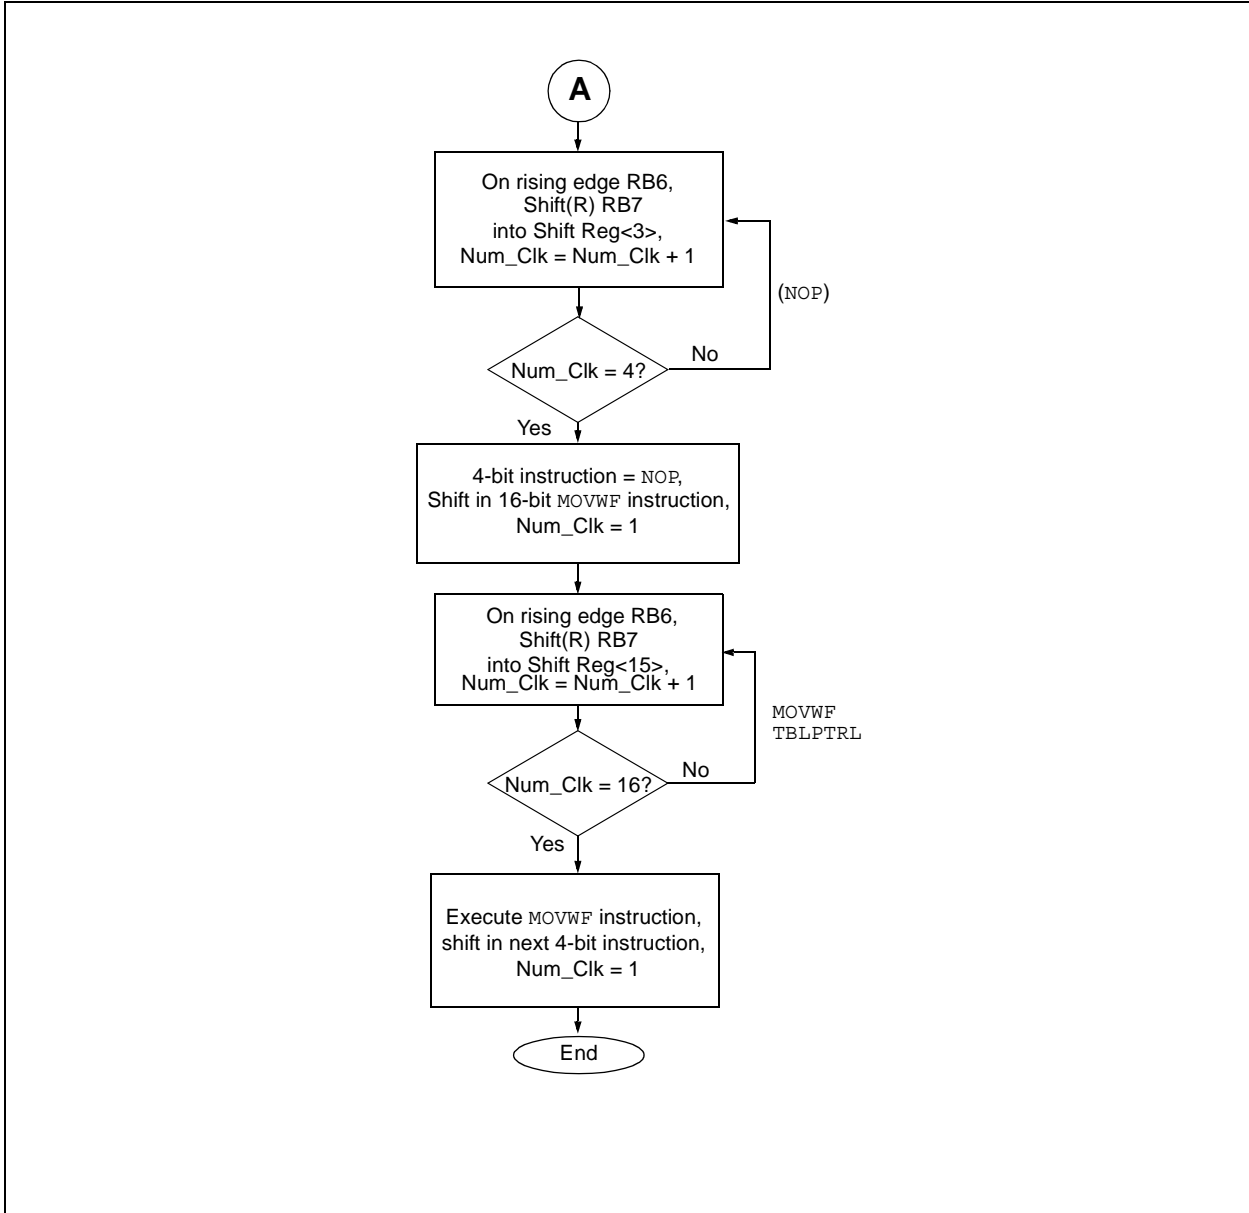 A
On rising edge RB6,
Shift(R) RB7
into Shift Reg<3>,
Num_Clk = Num_Clk + 1
(NOP)
Num_Clk = 4?
No
Yes
4-bit instruction = NOP,
Shift in 16-bit MOVWF instruction,
Num_Clk = 1
On rising edge RB6,
Shift(R) RB7
into Shift Reg<15>,
Num_Clk = Num_Clk + 1
MOVWF
TBLPTRL
Num_Clk = 16?
No
Yes
Execute MOVWF instruction,
shift in next 4-bit instruction,
Num_Clk = 1
End